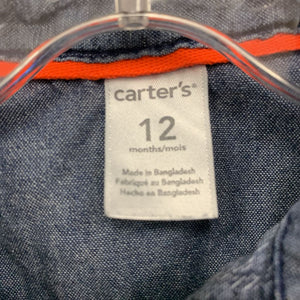 carter's®
12
months/mois
Made in Bangladesh
Fabriqué au Bangladesh
Hecho en Bangladesh